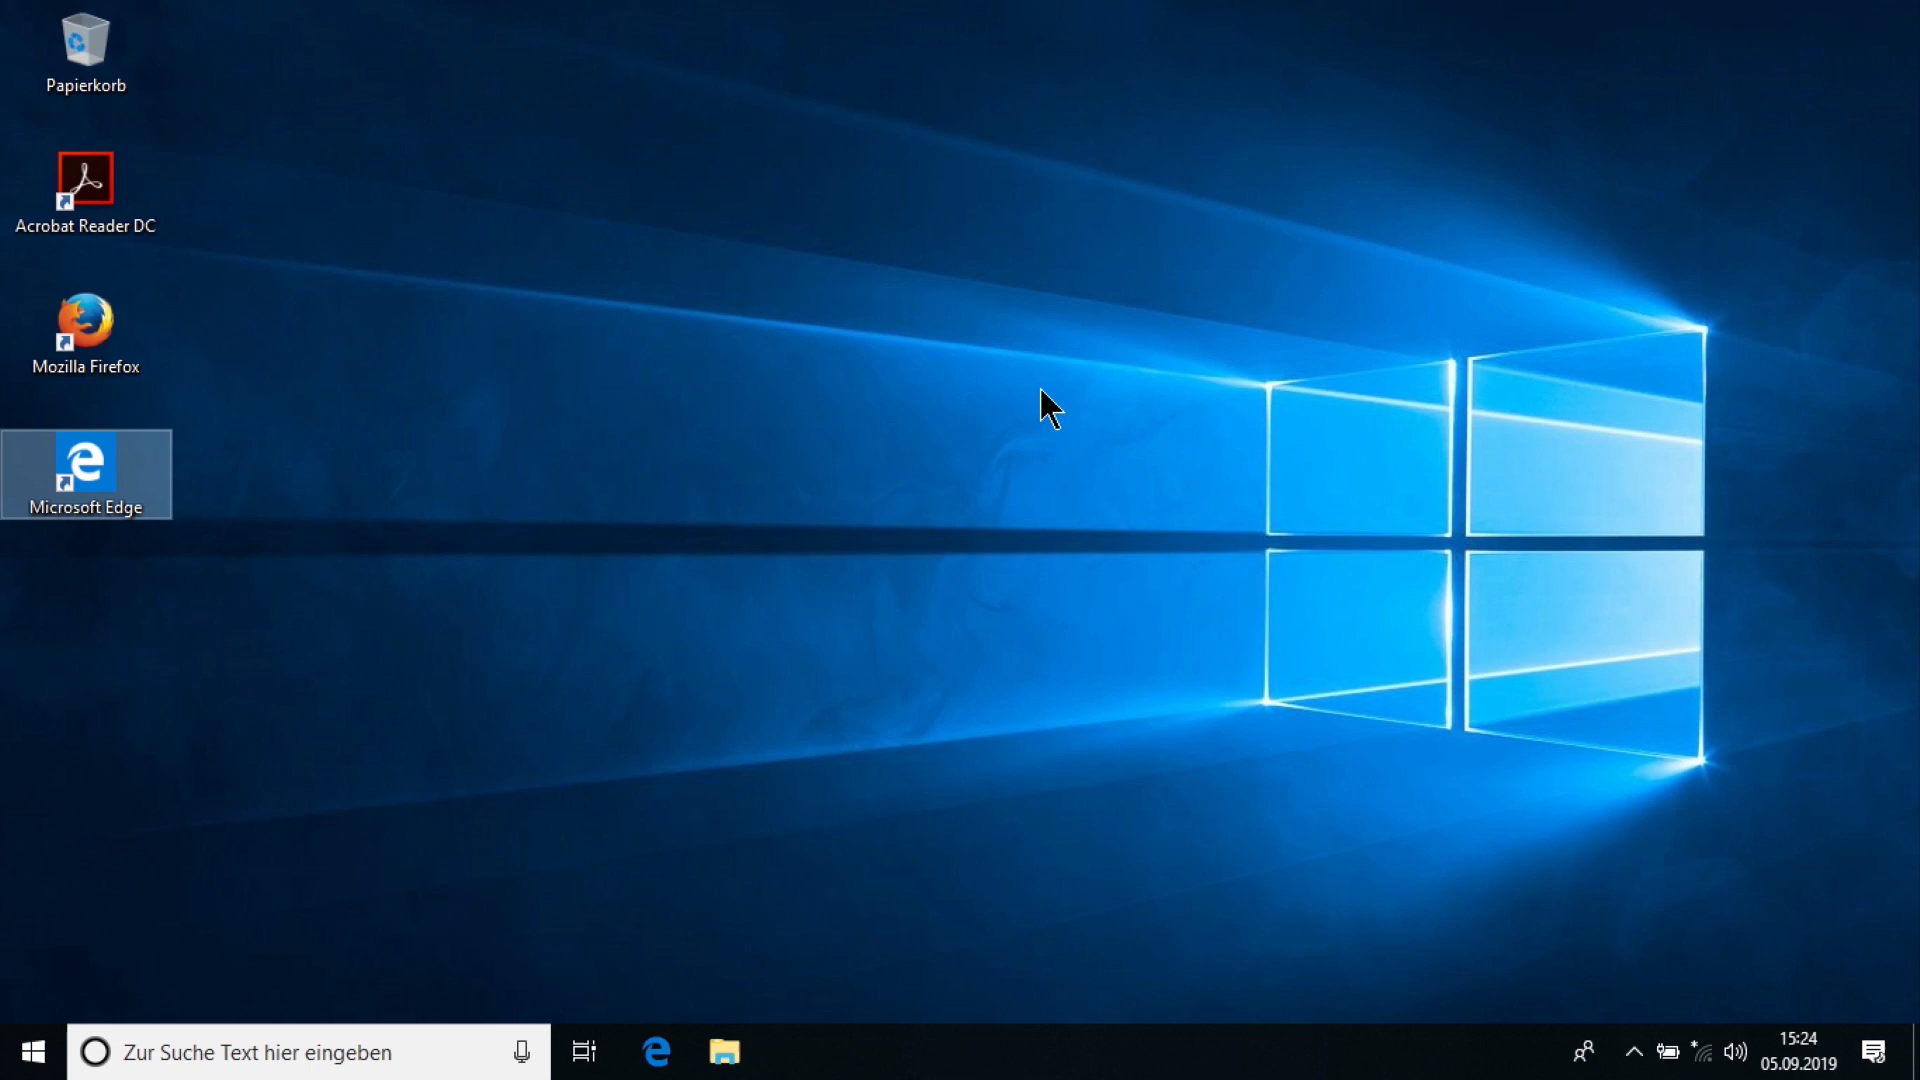 Papierkorb
Acrobat Reader DC
Mozilla Firefox
Microsoft Edge
Zur Suche Text hier eingeben
15:24
05.09.2019